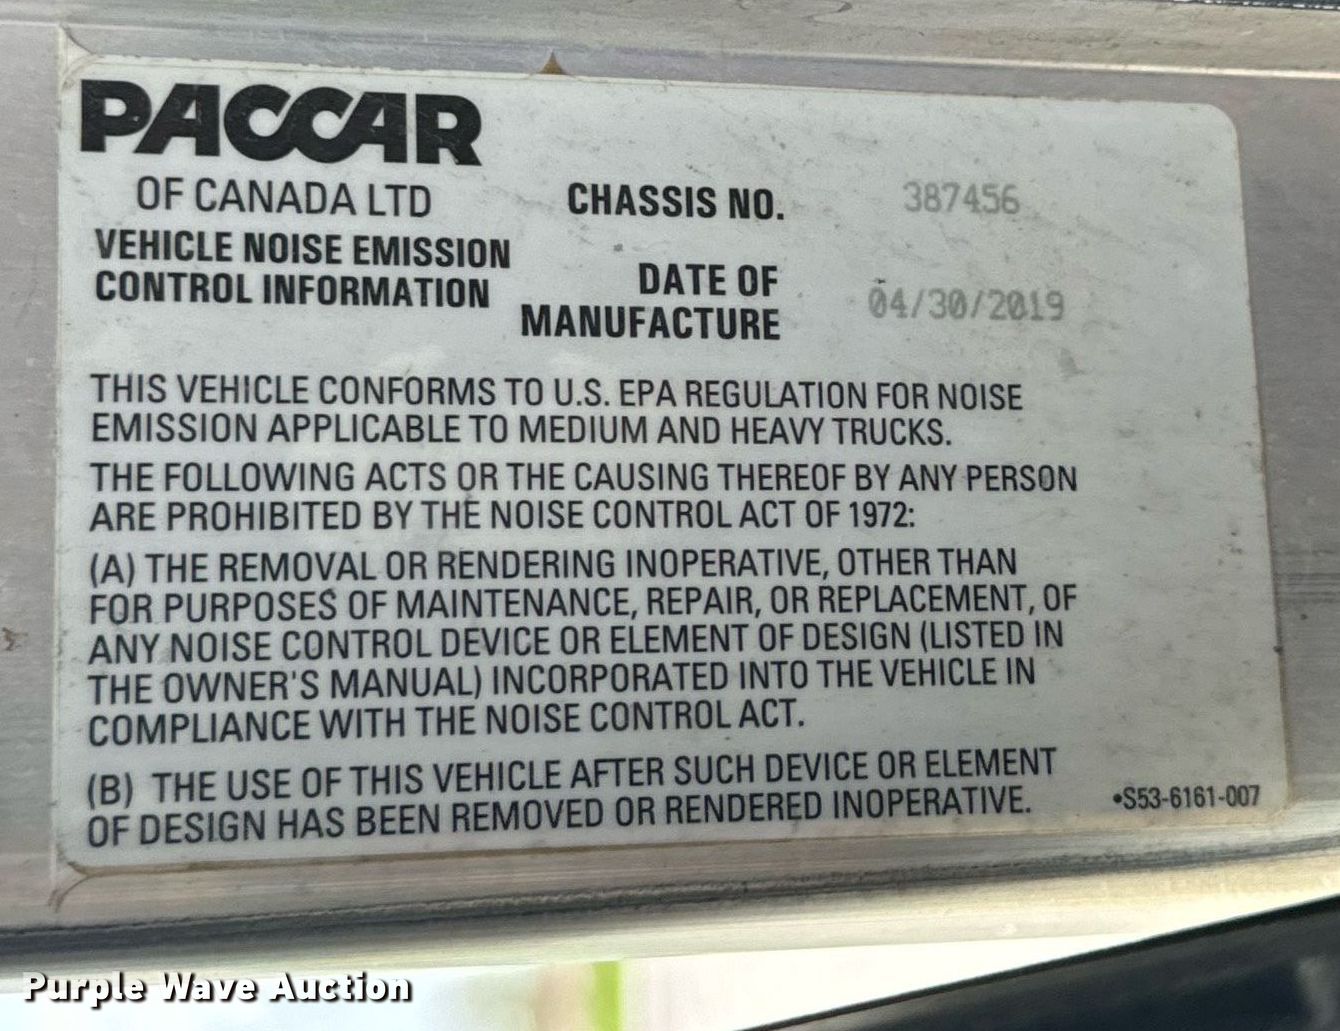 PACCAR
OF CANADA LTD
VEHICLE NOISE EMISSION
CONTROL INFORMATION
CHASSIS NO. 387456
DATE OF
MANUFACTURE 04/30/2019
THIS VEHICLE CONFORMS TO U.S. EPA REGULATION FOR NOISE
EMISSION APPLICABLE TO MEDIUM AND HEAVY TRUCKS.
THE FOLLOWING ACTS OR THE CAUSING THEREOF BY ANY PERSON
ARE PROHIBITED BY THE NOISE CONTROL ACT OF 1972:
(A) THE REMOVAL OR RENDERING INOPERATIVE, OTHER THAN
FOR PURPOSES OF MAINTENANCE, REPAIR, OR REPLACEMENT, OF
ANY NOISE CONTROL DEVICE OR ELEMENT OF DESIGN (LISTED IN
THE OWNER'S MANUAL) INCORPORATED INTO THE VEHICLE IN
COMPLIANCE WITH THE NOISE CONTROL ACT.
(B) THE USE OF THIS VEHICLE AFTER SUCH DEVICE OR ELEMENT
OF DESIGN HAS BEEN REMOVED OR RENDERED INOPERATIVE.
•S53-6161-007
Purple Wave Auction